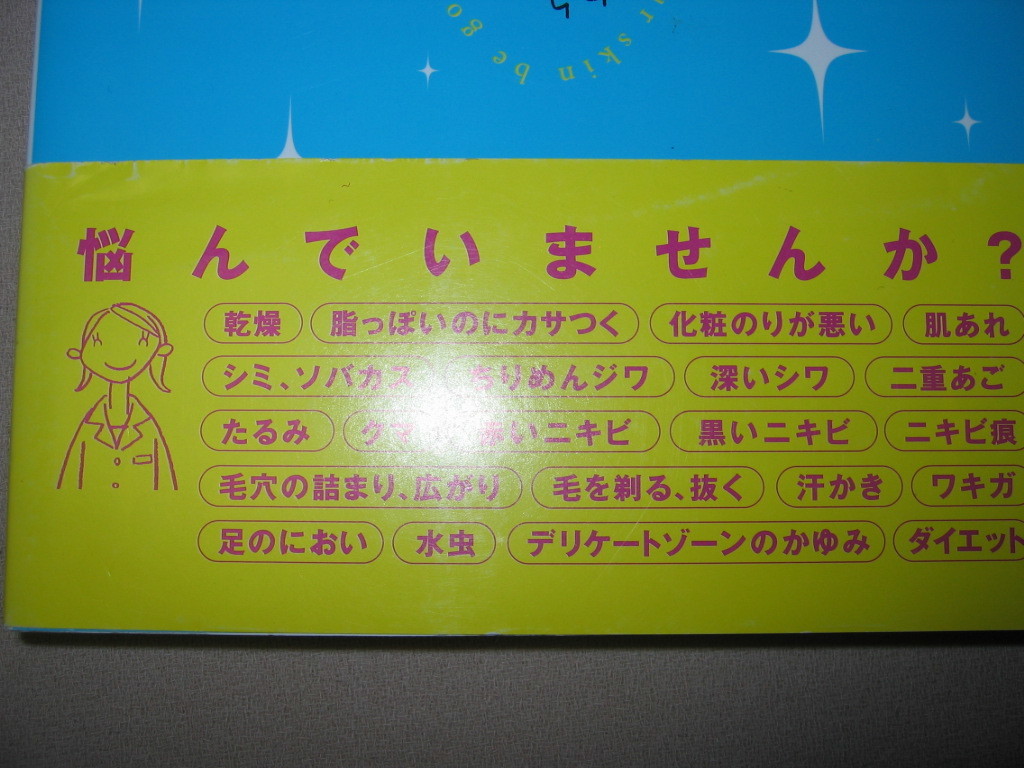 ar skin be go
悩んでいませんか?
乾燥 脂っぽいのにカサつく 化粧のりが悪い 肌あれ
シミ、ソバカス ちりめんジワ 深いシワ 二重あご
たるみ クマ 赤いニキビ 黒いニキビ ニキビ痕
毛穴の詰まり、広がり 毛を剃る、抜く 汗かき ワキガ
足のにおい 水虫 デリケートゾーンのかゆみ ダイエット